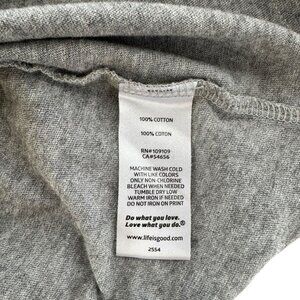 100% COTTON
100% COTON
RN#109109
CA#54656
MACHINE WASH COLD
WITH LIKE COLORS
ONLY NON CHLORINE
BLEACH WHEN NEEDED
TUMBLE DRY LOW
WARM IRON IF NEEDED
DO NOT IRON ON PRINT
Do what you love.
Love what you do.®
www.lifeisgood.com
2554